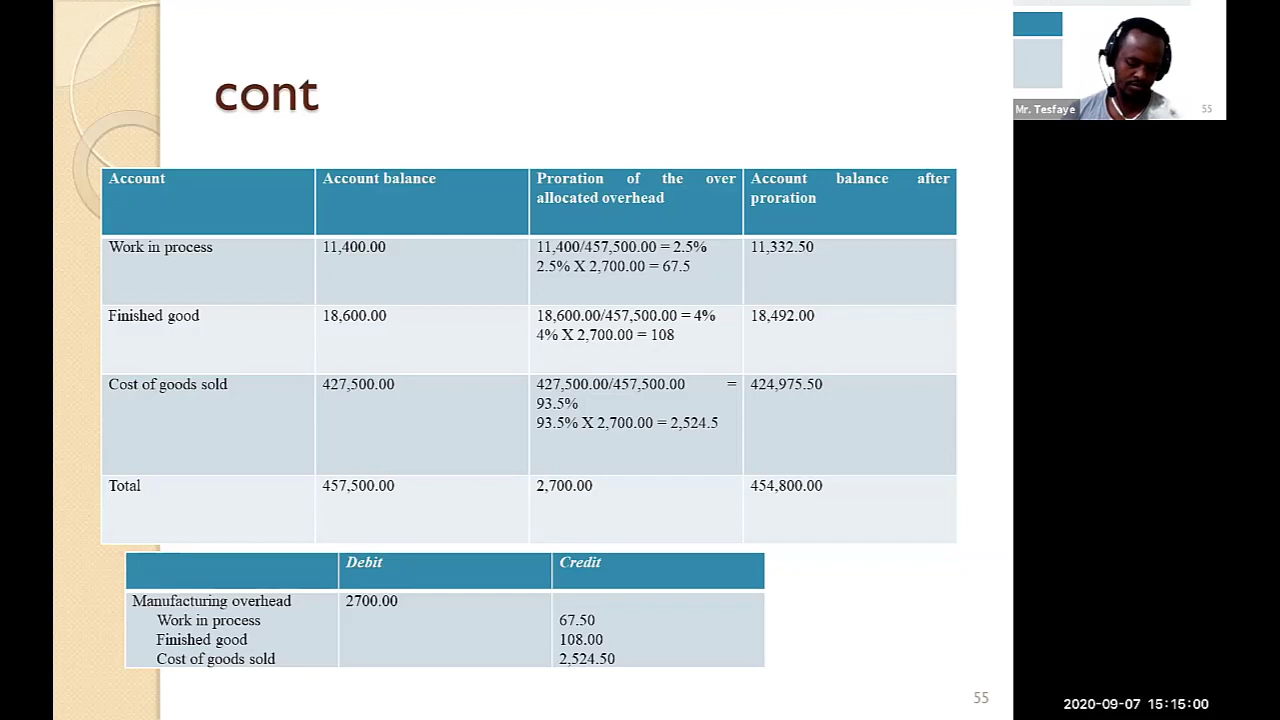 cont
Mr. Tesfaye
55
Account
Account balance
Proration of the over
allocated overhead
Account balance after
proration
Work in process
11,400.00
11,400/457,500.00 = 2.5%
2.5% X 2,700.00 = 67.5
11,332.50
Finished good
18,600.00
18,600.00/457,500.00 = 4%
4% X 2,700.00 = 108
18,492.00
Cost of goods sold
427,500.00
427,500.00/457,500.00 =
93.5%
93.5% X 2,700.00 = 2,524.5
424,975.50
Total
457,500.00
2,700.00
454,800.00
Debit
Credit
Manufacturing overhead
2700.00
Work in process
67.50
Finished good
108.00
Cost of goods sold
2,524.50
55
2020-09-07 15:15:00